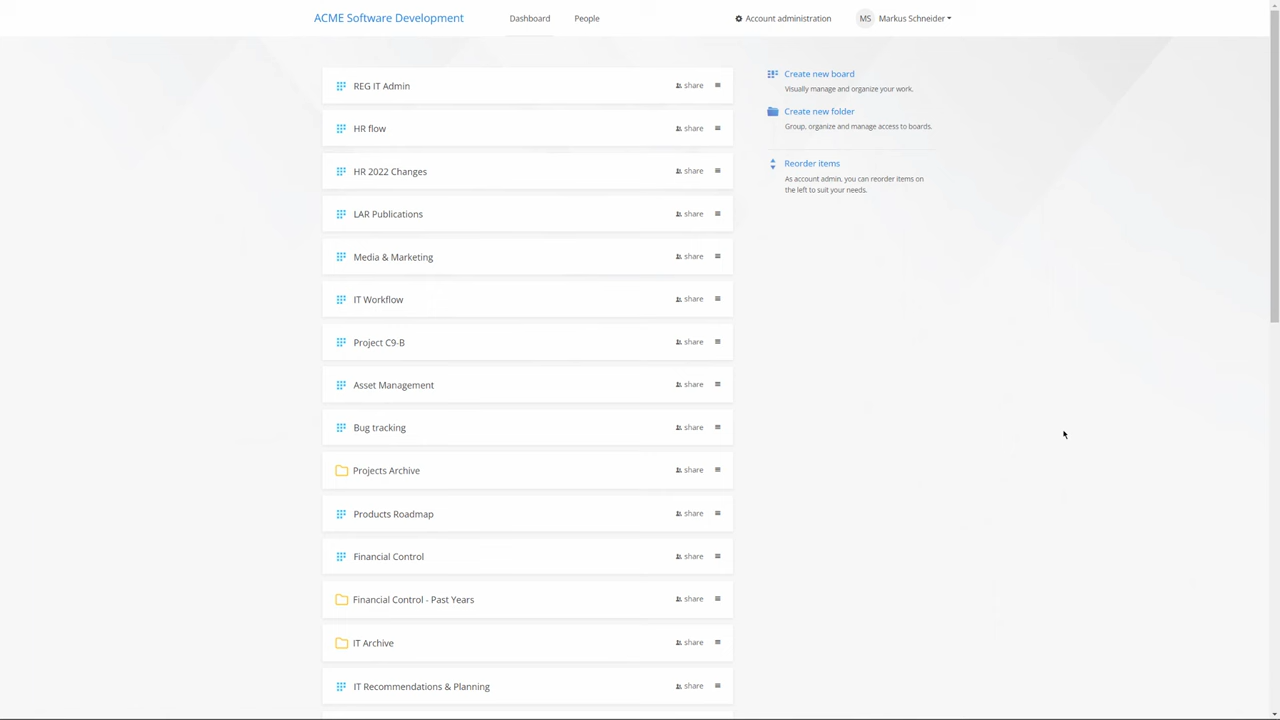 ACME Software Development
Dashboard
People
Account administration
MS
Markus Schneider
REG IT Admin
share
HR flow
share
HR 2022 Changes
share
LAR Publications
share
Media & Marketing
share
IT Workflow
share
Project C9-B
share
Asset Management
share
Bug tracking
share
Projects Archive
share
Products Roadmap
share
Financial Control
share
Financial Control - Past Years
share
IT Archive
share
IT Recommendations & Planning
share
Create new board
Visually manage and organize your work.
Create new folder
Group, organize and manage access to boards.
Reorder items
As account admin, you can reorder items on
the left to suit your needs.